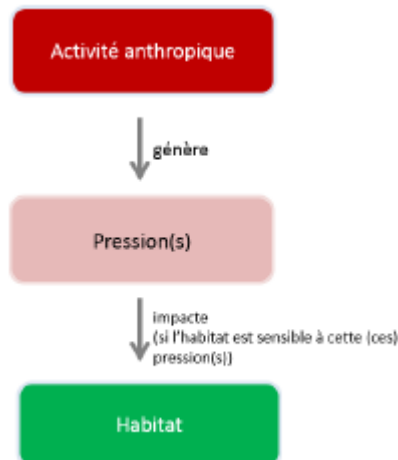 Activité anthropique
génère
Pression(s)
impacte
(si l'habitat est sensible à cette (ces)
pression(s))
Habitat